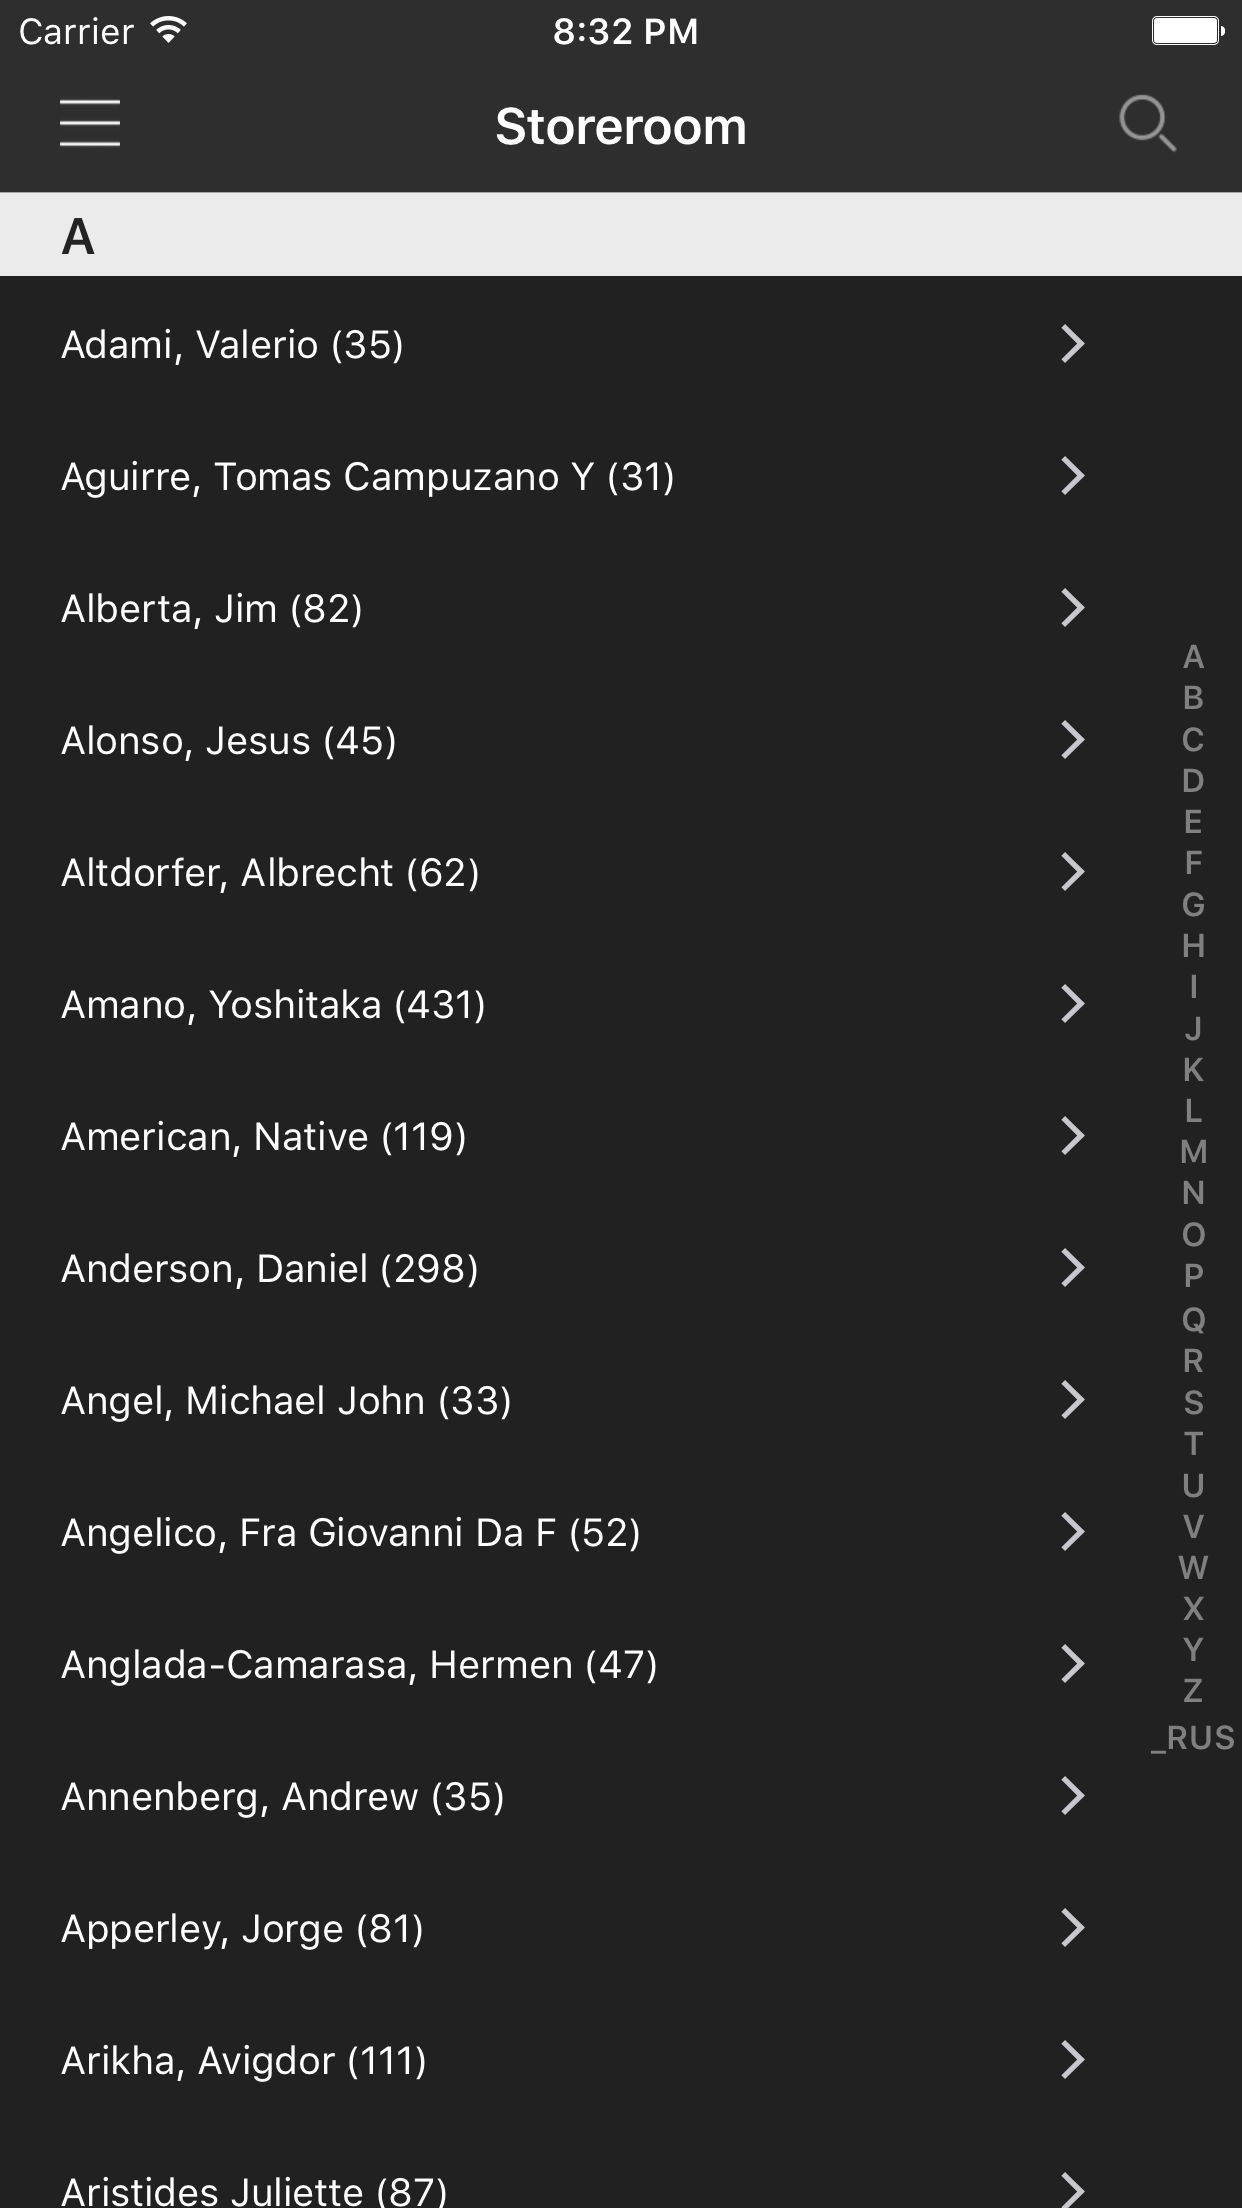 Carrier 8:32 PM
Storeroom
A
Adami, Valerio (35)
Aguirre, Tomas Campuzano Y (31)
Alberta, Jim (82)
Alonso, Jesus (45)
Altdorfer, Albrecht (62)
Amano, Yoshitaka (431)
American, Native (119)
Anderson, Daniel (298)
Angel, Michael John (33)
Angelico, Fra Giovanni Da F (52)
Anglada-Camarasa, Hermen (47)
Annenberg, Andrew (35)
Apperley, Jorge (81)
Arikha, Avigdor (111)
Aristides Juliette (87)
A
B
C
D
E
F
G
H
I
J
K
L
M
N
O
P
Q
R
S
T
U
V
W
X
Y
Z
_RUS